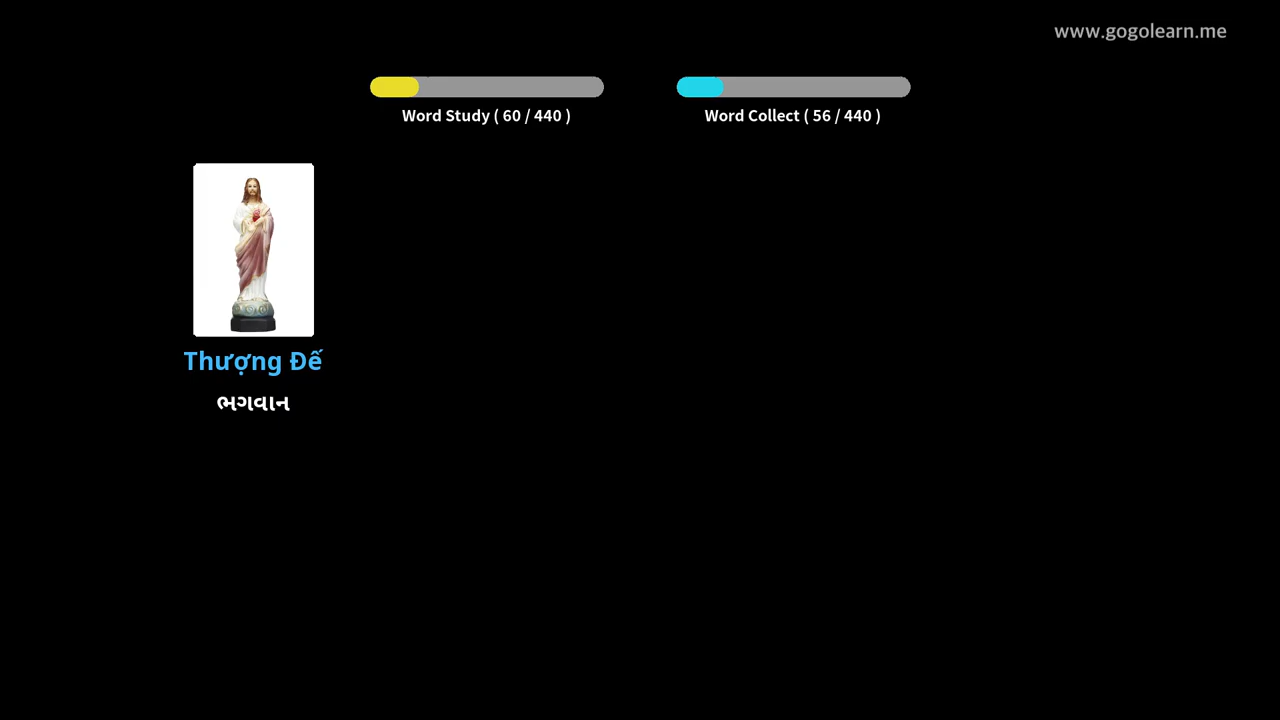 www.gogolearn.me
Word Study ( 60 / 440 )
Word Collect ( 56 / 440 )
Thượng Đế
ભગવાન